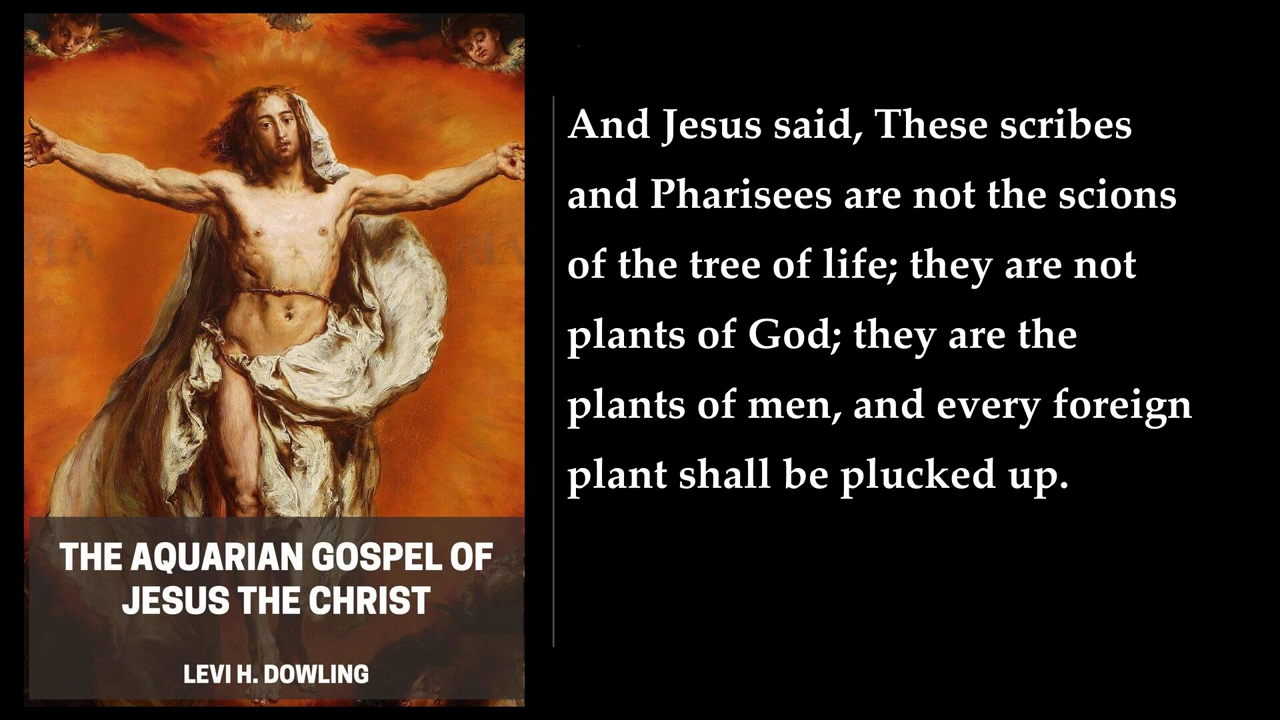 THE AQUARIAN GOSPEL OF
JESUS THE CHRIST
LEVI H. DOWLING
And Jesus said, These scribes
and Pharisees are not the scions
of the tree of life; they are not
plants of God; they are the
plants of men, and every foreign
plant shall be plucked up.